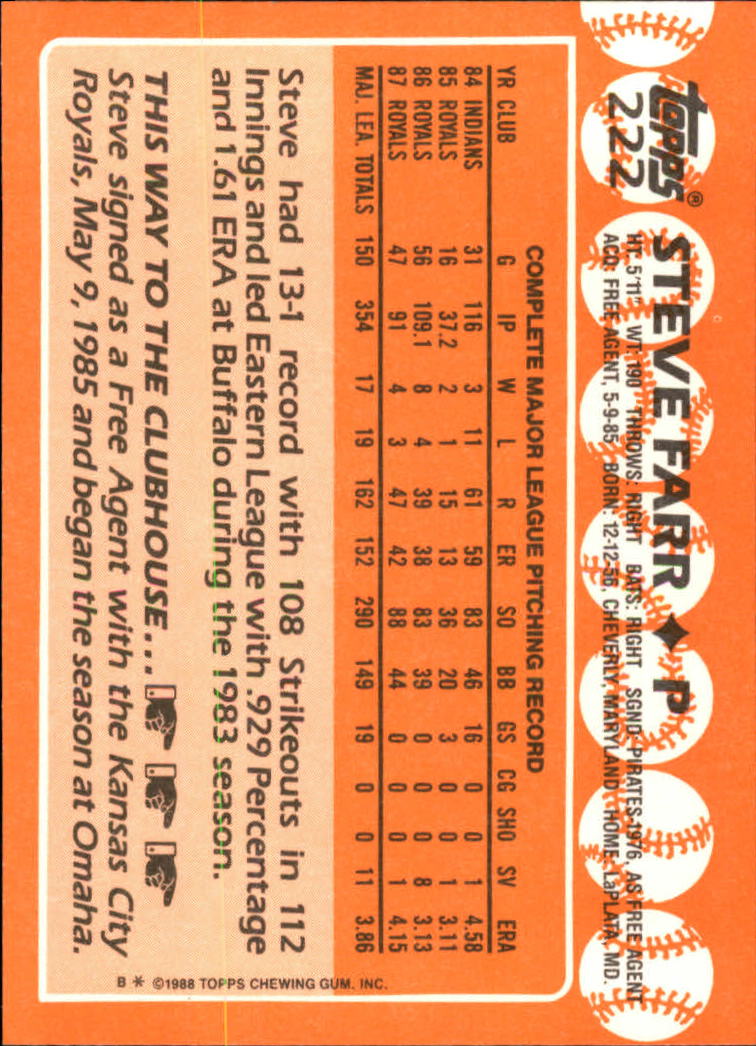 topps®
222
STEVE FARR ♦ P
HT: 5'11" WT: 190 THROWS: RIGHT BATS: RIGHT SGND: PIRATES-1976, AS FREE AGENT
ACQ: FREE AGENT, 5-9-85 BORN: 12-12-56, CHEVERLY, MARYLAND HOME: LaPLATA, MD.
COMPLETE MAJOR LEAGUE PITCHING RECORD
YR CLUB G IP W L R ER SO BB GS CG SHO SV ERA
84 INDIANS 31 116 3 11 61 59 83 46 16 0 0 1 4.58
85 ROYALS 16 37.2 2 1 15 13 36 20 3 0 0 1 3.11
86 ROYALS 56 109.1 8 4 39 38 83 39 0 0 0 8 3.13
87 ROYALS 47 91 4 3 47 42 88 44 0 0 0 1 4.15
MAJ. LEA. TOTALS 150 354 17 19 162 152 290 149 19 0 0 11 3.86
Steve had 13-1 record with 108 Strikeouts in 112
Innings and led Eastern League with .929 Percentage
and 1.61 ERA at Buffalo during the 1983 season.
THIS WAY TO THE CLUBHOUSE...
Steve signed as a Free Agent with the Kansas City
Royals, May 9, 1985 and began the season at Omaha.
B * ©1988 TOPPS CHEWING GUM. INC.